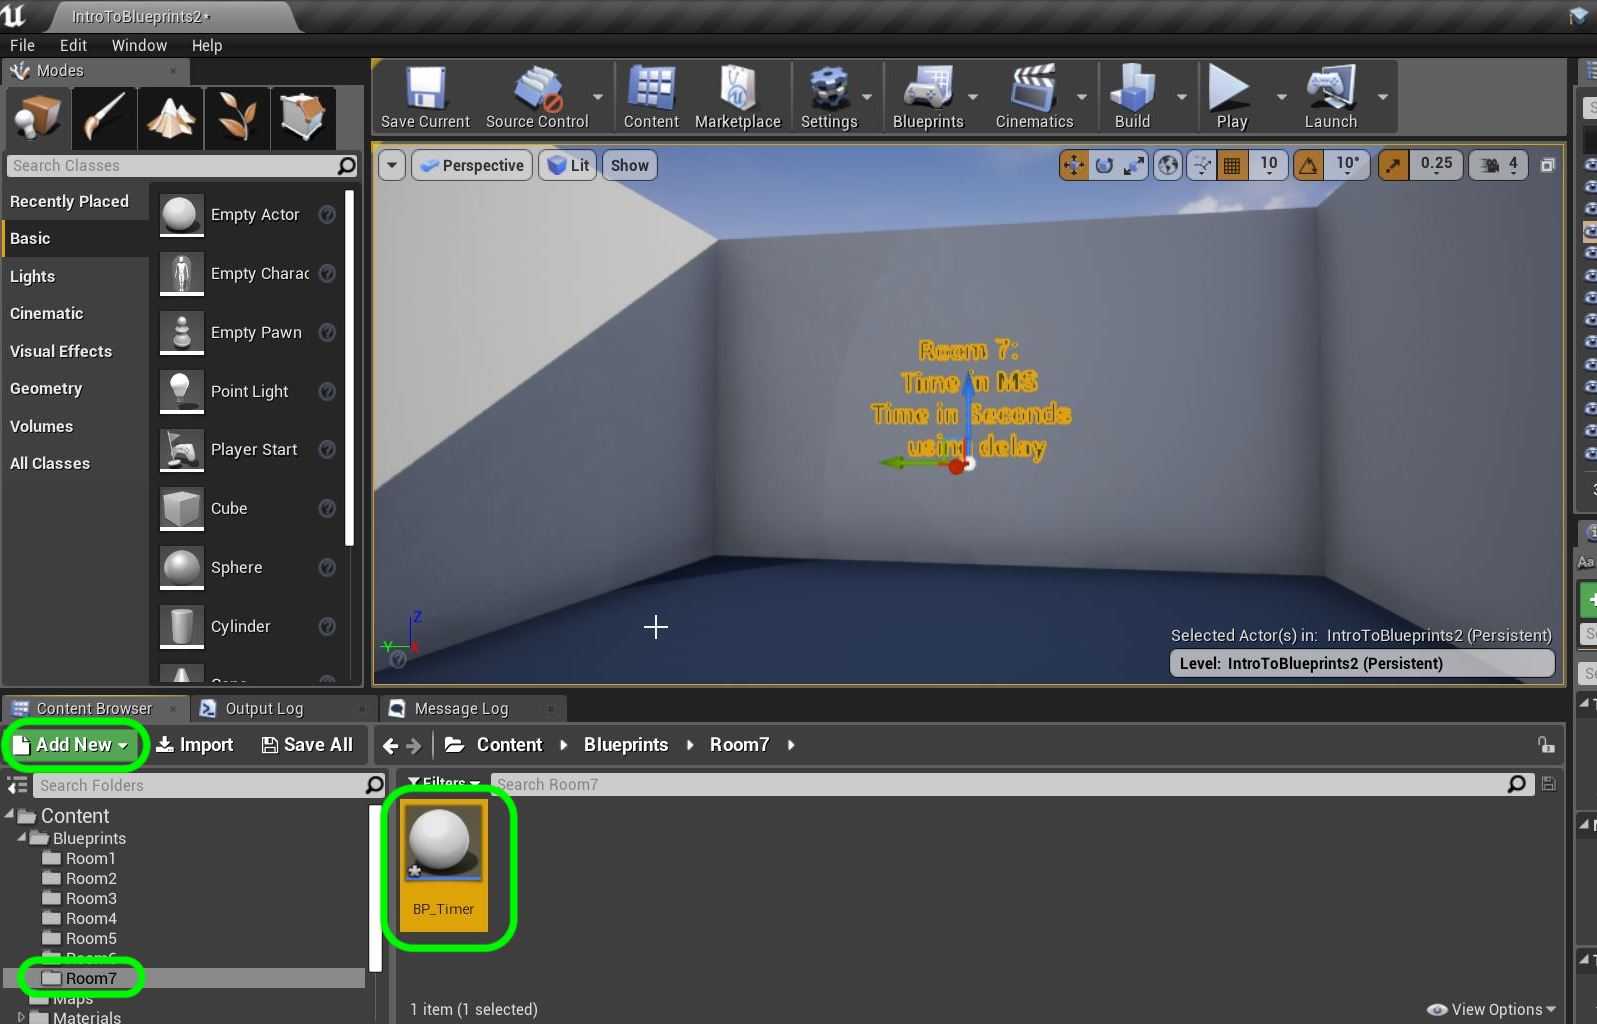 IntroToBlueprints2*
File Edit Window Help
Modes
Save Current
Source Control
Content
Marketplace
Settings
Blueprints
Cinematics
Build
Play
Launch
Search Classes
Perspective
Lit
Show
10
10°
0.25
4
Recently Placed
Basic
Lights
Cinematic
Visual Effects
Geometry
Volumes
All Classes
Empty Actor
Empty Charac
Empty Pawn
Point Light
Player Start
Cube
Sphere
Cylinder
Room 7:
Time in MS
Time in Seconds
using delay
Z
Y
X
Selected Actor(s) in: IntroToBlueprints2 (Persistent)
Level: IntroToBlueprints2 (Persistent)
Content Browser
Output Log
Message Log
Add New
Import
Save All
Content
Blueprints
Room7
Search Folders
Filters
Search Room7
Content
Blueprints
Room1
Room2
Room3
Room4
Room5
Room6
Room7
Maps
Materials
BP_Timer
1 item (1 selected)
View Options
Aa